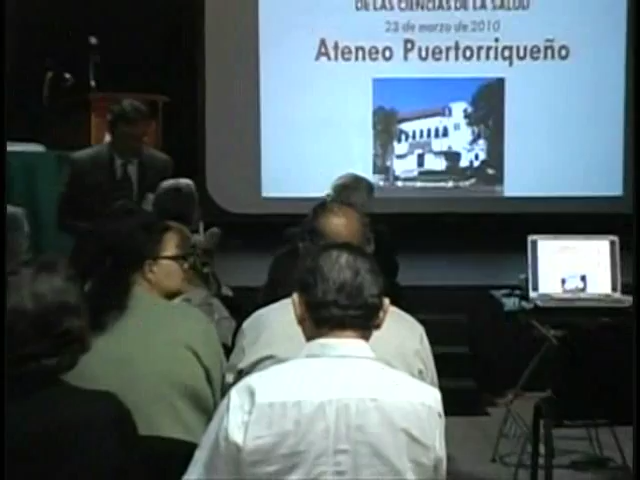 DE LAS CIENCIAS DE LA SALUD
23 de marzo de 2010
Ateneo Puertorriqueño